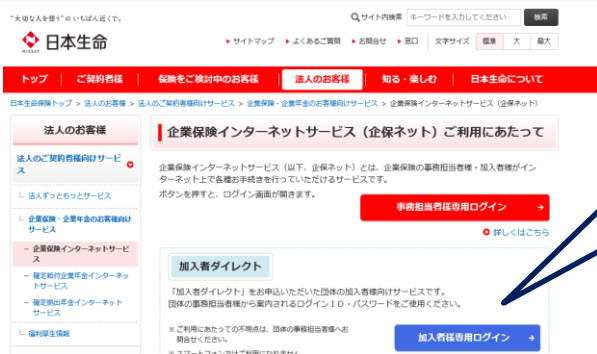 "大切な人を想う"のいちばん近くで。
サイト内検索 キーワードを入力してください 検索
NISSAY 日本生命
サイトマップ よくあるご質問 お問合せ 窓口 文字サイズ 標準 大 最大
トップ ご契約者様 保険をご検討中のお客様 法人のお客様 知る・楽しむ 日本生命について
日本生命保険トップ > 法人のお客様 > 法人のご契約者様向けサービス > 企業保険・企業年金のお客様向けサービス > 企業保険インターネットサービス（企保ネット）
法人のお客様
法人のご契約者様向けサービス
法人ずっともっとサービス
企業保険・企業年金のお客様向けサービス
企業保険インターネットサービス
確定給付企業年金インターネットサービス
確定拠出年金インターネットサービス
福利厚生情報
企業保険インターネットサービス（企保ネット）ご利用にあたって
企業保険インターネットサービス（以下、企保ネット）とは、企業保険の事務担当者様・加入者様がイン
ターネット上で各種お手続きを行っていただけるサービスです。
ボタンを押すと、ログイン画面が開きます。
事務担当者様専用ログイン →
詳しくはこちら
加入者ダイレクト
「加入者ダイレクト」をお申込いただいた団体の加入者様向けサービスです。
団体の事務担当者様から案内されるログインＩＤ・パスワードをご使用ください。
※ご利用にあたっての不明点は、団体の事務担当者様へお
問合せください。
※スマートフォンではご利用になれません
加入者様専用ログイン →